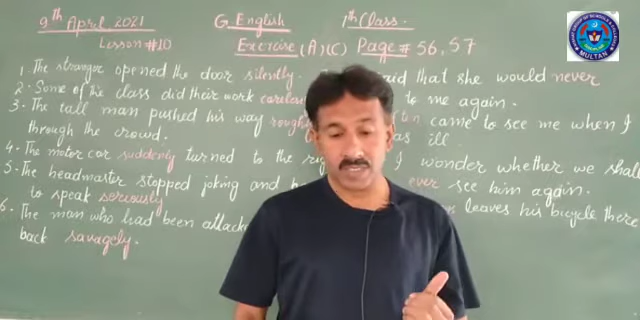 9th April 2021
G. English
Class.
Lesson #10
Exercise (A)(C) Page # 56, 57
1. The stranger opened the door silently.
said that she would never
2. Some of the class did their work
to me again.
3. The tall man pushed his way
came to see me when I
through the crowd.
ill.
4. The motor car suddenly turned to the
I wonder whether we shall
5. The headmaster stopped joking and
ever see him again.
to speak seriously
leaves his bicycle there
6. The man who had been
back savagely.
MULTAN